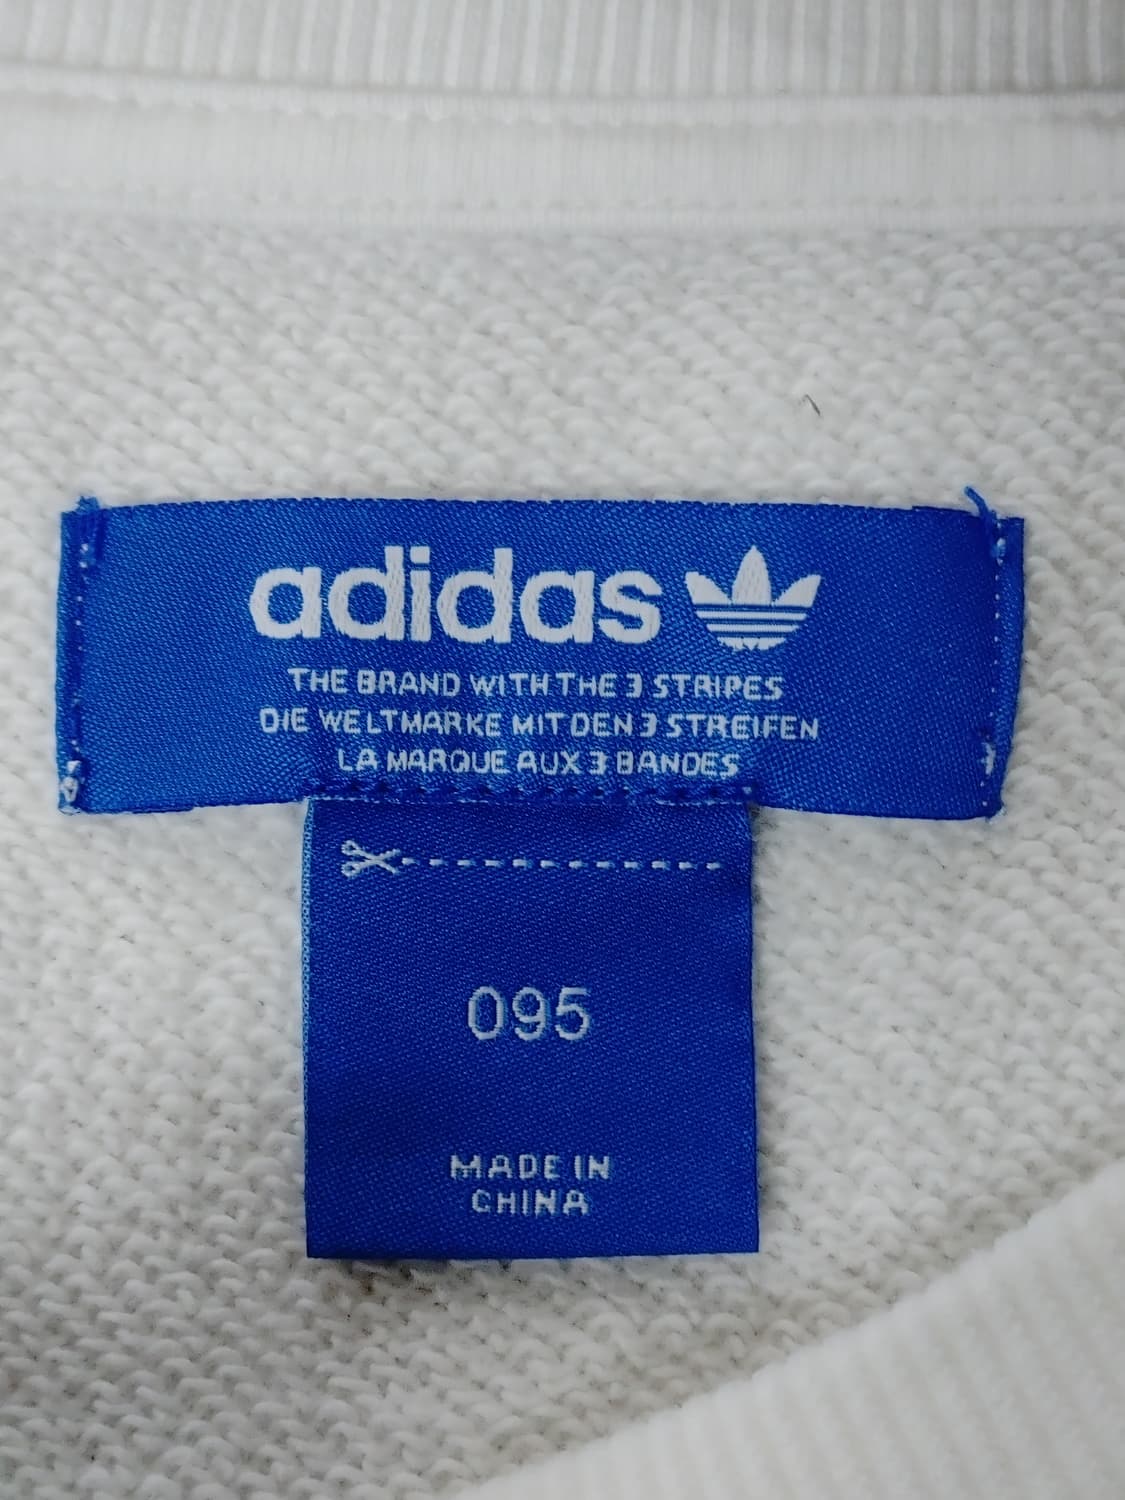 adidas
THE BRAND WITH THE 3 STRIPES
DIE WELTMARKE MIT DEN 3 STREIFEN
LA MARQUE AUX 3 BANDES
095
MADE IN
CHINA